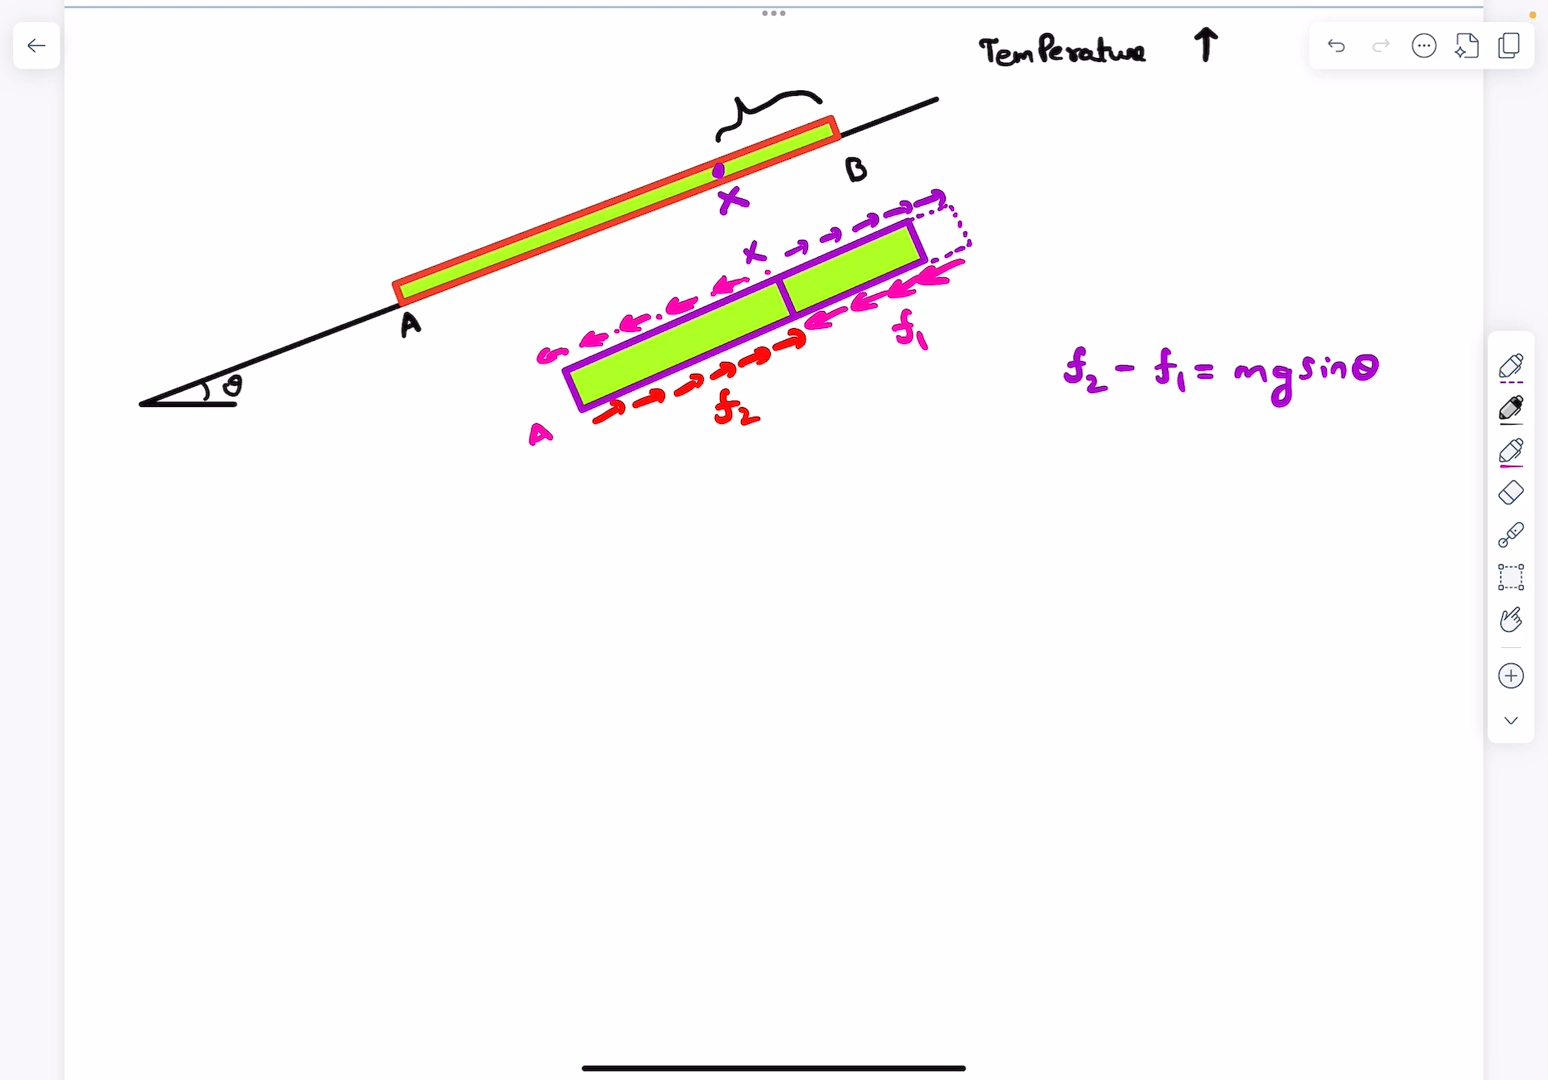 Temperature ↑
B
X
X
A
f₁
θ
f₂ - f₁ = mg sinθ
f₂
A